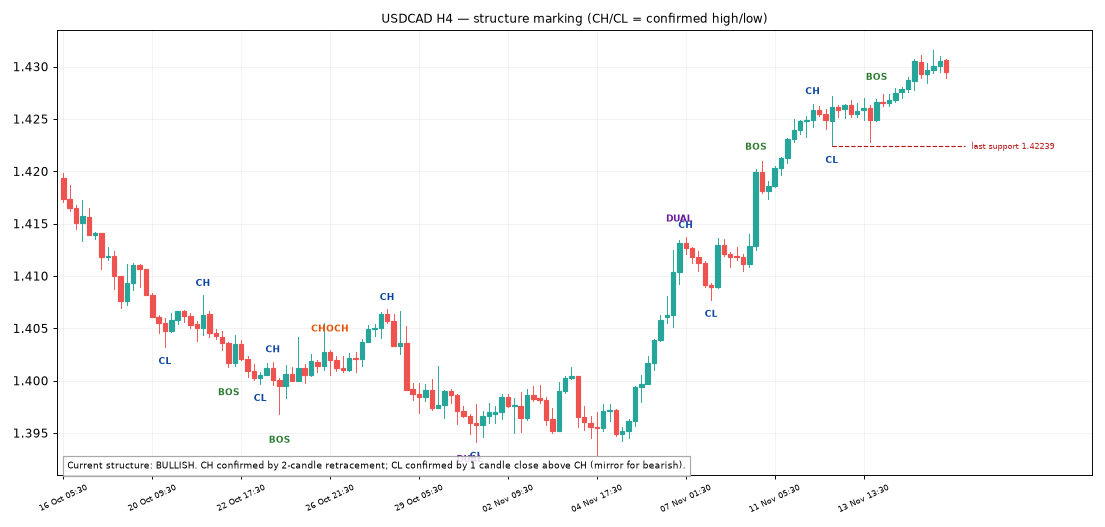 USDCAD H4 — structure marking (CH/CL = confirmed high/low)
1.430
1.425
1.420
1.415
1.410
1.405
1.400
1.395
CH
BOS
CH
CL
last support 1.42239
BOS
DUAL
CH
CL
CH
CH
CHOCH
CH
CL
BOS
CL
BOS
CL
Current structure: BULLISH. CH confirmed by 2-candle retracement; CL confirmed by 1 candle close above CH (mirror for bearish).
16 Oct 05:30
20 Oct 09:30
22 Oct 17:30
26 Oct 21:30
29 Oct 05:30
02 Nov 09:30
04 Nov 17:30
07 Nov 01:30
11 Nov 05:30
13 Nov 13:30